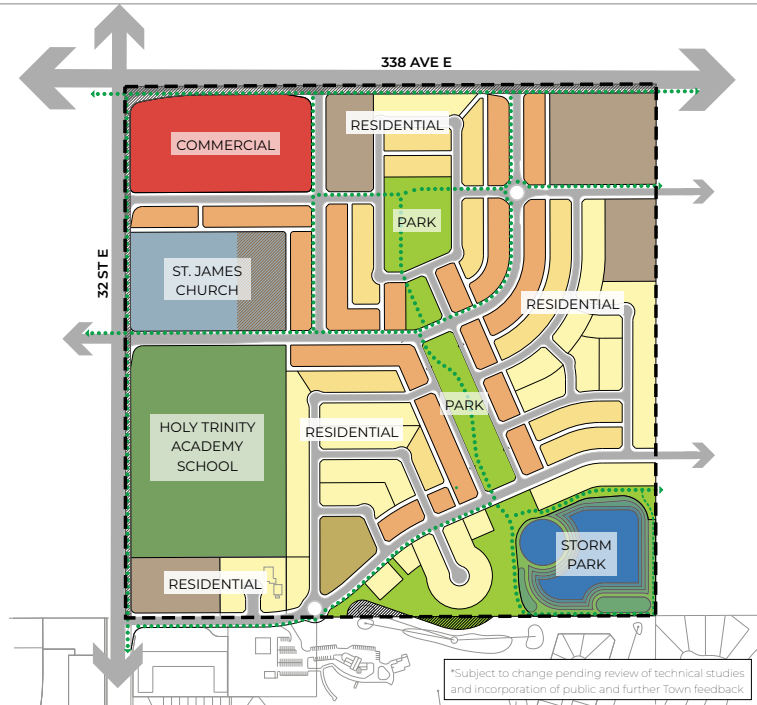 338 AVE E
COMMERCIAL
RESIDENTIAL
PARK
32 ST E
ST. JAMES
CHURCH
RESIDENTIAL
PARK
HOLY TRINITY
ACADEMY
SCHOOL
RESIDENTIAL
STORM
PARK
RESIDENTIAL
*Subject to change pending review of technical studies
and incorporation of public and further Town feedback